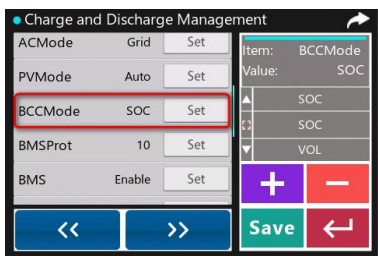 Charge and Discharge Management
ACMode Grid Set
PVMode Auto Set
BCCMode SOC Set
BMSProt 10 Set
BMS Enable Set
<< >>
Item: BCCMode
Value: SOC
SOC
SOC
VOL
+ −
Save